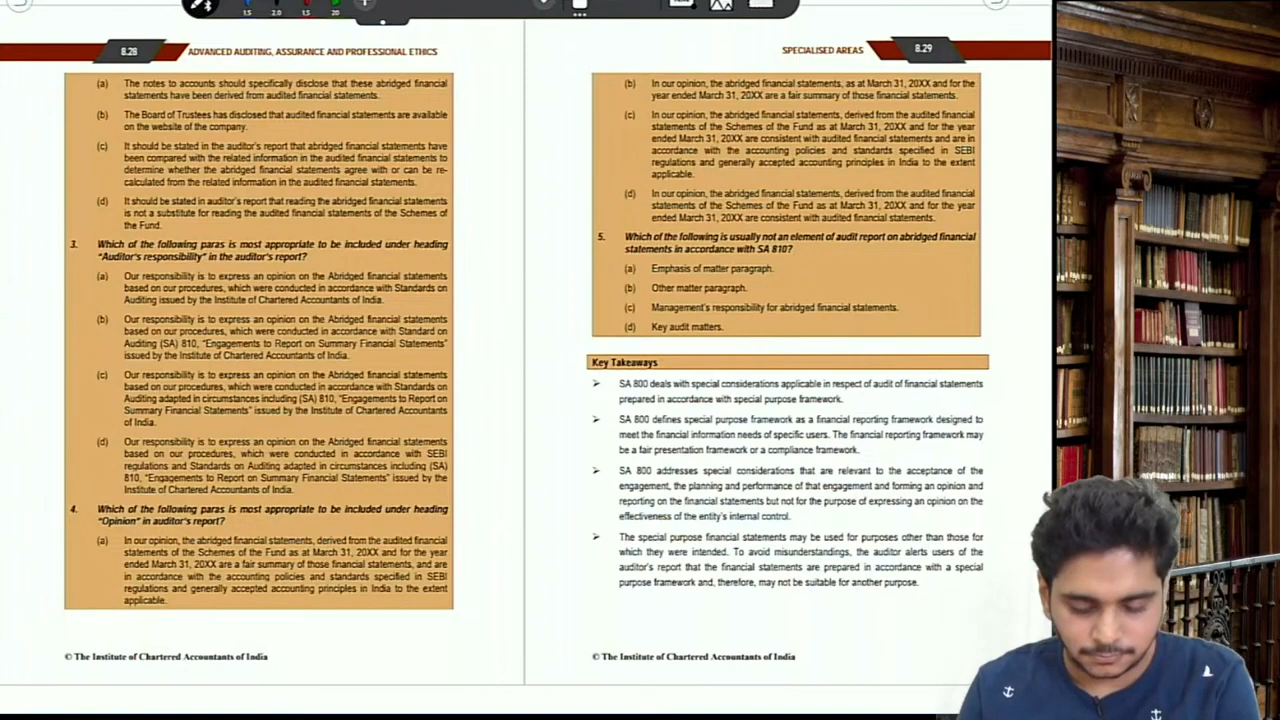 1.5 2.0 1.5 20
8.28 ADVANCED AUDITING, ASSURANCE AND PROFESSIONAL ETHICS
(a) The notes to accounts should specifically disclose that these abridged financial
statements have been derived from audited financial statements.
(b) The Board of Trustees has disclosed that audited financial statements are available
on the website of the company.
(c) It should be stated in the auditor's report that abridged financial statements have
been compared with the related information in the audited financial statements to
determine whether the abridged financial statements agree with or can be re-
calculated from the related information in the audited financial statements.
(d) It should be stated in auditor's report that reading the abridged financial statements
is not a substitute for reading the audited financial statements of the Schemes of
the Fund.
3. Which of the following paras is most appropriate to be included under heading
"Auditor's responsibility" in the auditor's report?
(a) Our responsibility is to express an opinion on the Abridged financial statements
based on our procedures, which were conducted in accordance with Standards on
Auditing issued by the Institute of Chartered Accountants of India.
(b) Our responsibility is to express an opinion on the Abridged financial statements
based on our procedures, which were conducted in accordance with Standard on
Auditing (SA) 810, "Engagements to Report on Summary Financial Statements"
issued by the Institute of Chartered Accountants of India.
(c) Our responsibility is to express an opinion on the Abridged financial statements
based on our procedures, which were conducted in accordance with Standards on
Auditing adapted in circumstances including (SA) 810, "Engagements to Report on
Summary Financial Statements" issued by the Institute of Chartered Accountants
of India.
(d) Our responsibility is to express an opinion on the Abridged financial statements
based on our procedures, which were conducted in accordance with SEBI
regulations and Standards on Auditing adapted in circumstances including (SA)
810, "Engagements to Report on Summary Financial Statements" issued by the
Institute of Chartered Accountants of India.
4. Which of the following paras is most appropriate to be included under heading
"Opinion" in auditor's report?
(a) In our opinion, the abridged financial statements, derived from the audited financial
statements of the Schemes of the Fund as at March 31, 20XX and for the year
ended March 31, 20XX are a fair summary of those financial statements, and are
in accordance with the accounting policies and standards specified in SEBI
regulations and generally accepted accounting principles in India to the extent
applicable.
© The Institute of Chartered Accountants of India
SPECIALISED AREAS 8.29
(b) In our opinion, the abridged financial statements, as at March 31, 20XX and for the
year ended March 31, 20XX are a fair summary of those financial statements.
(c) In our opinion, the abridged financial statements, derived from the audited financial
statements of the Schemes of the Fund as at March 31, 20XX and for the year
ended March 31, 20XX are consistent with audited financial statements and are in
accordance with the accounting policies and standards specified in SEBI
regulations and generally accepted accounting principles in India to the extent
applicable.
(d) In our opinion, the abridged financial statements, derived from the audited financial
statements of the Schemes of the Fund as at March 31, 20XX and for the year
ended March 31, 20XX are consistent with audited financial statements.
5. Which of the following is usually not an element of audit report on abridged financial
statements in accordance with SA 810?
(a) Emphasis of matter paragraph.
(b) Other matter paragraph.
(c) Management's responsibility for abridged financial statements.
(d) Key audit matters.
Key Takeaways
➢ SA 800 deals with special considerations applicable in respect of audit of financial statements
prepared in accordance with special purpose framework.
➢ SA 800 defines special purpose framework as a financial reporting framework designed to
meet the financial information needs of specific users. The financial reporting framework may
be a fair presentation framework or a compliance framework.
➢ SA 800 addresses special considerations that are relevant to the acceptance of the
engagement, the planning and performance of that engagement and forming an opinion and
reporting on the financial statements but not for the purpose of expressing an opinion on the
effectiveness of the entity's internal control.
➢ The special purpose financial statements may be used for purposes other than those for
which they were intended. To avoid misunderstandings, the auditor alerts users of the
auditor's report that the financial statements are prepared in accordance with a special
purpose framework and, therefore, may not be suitable for another purpose.
© The Institute of Chartered Accountants of India